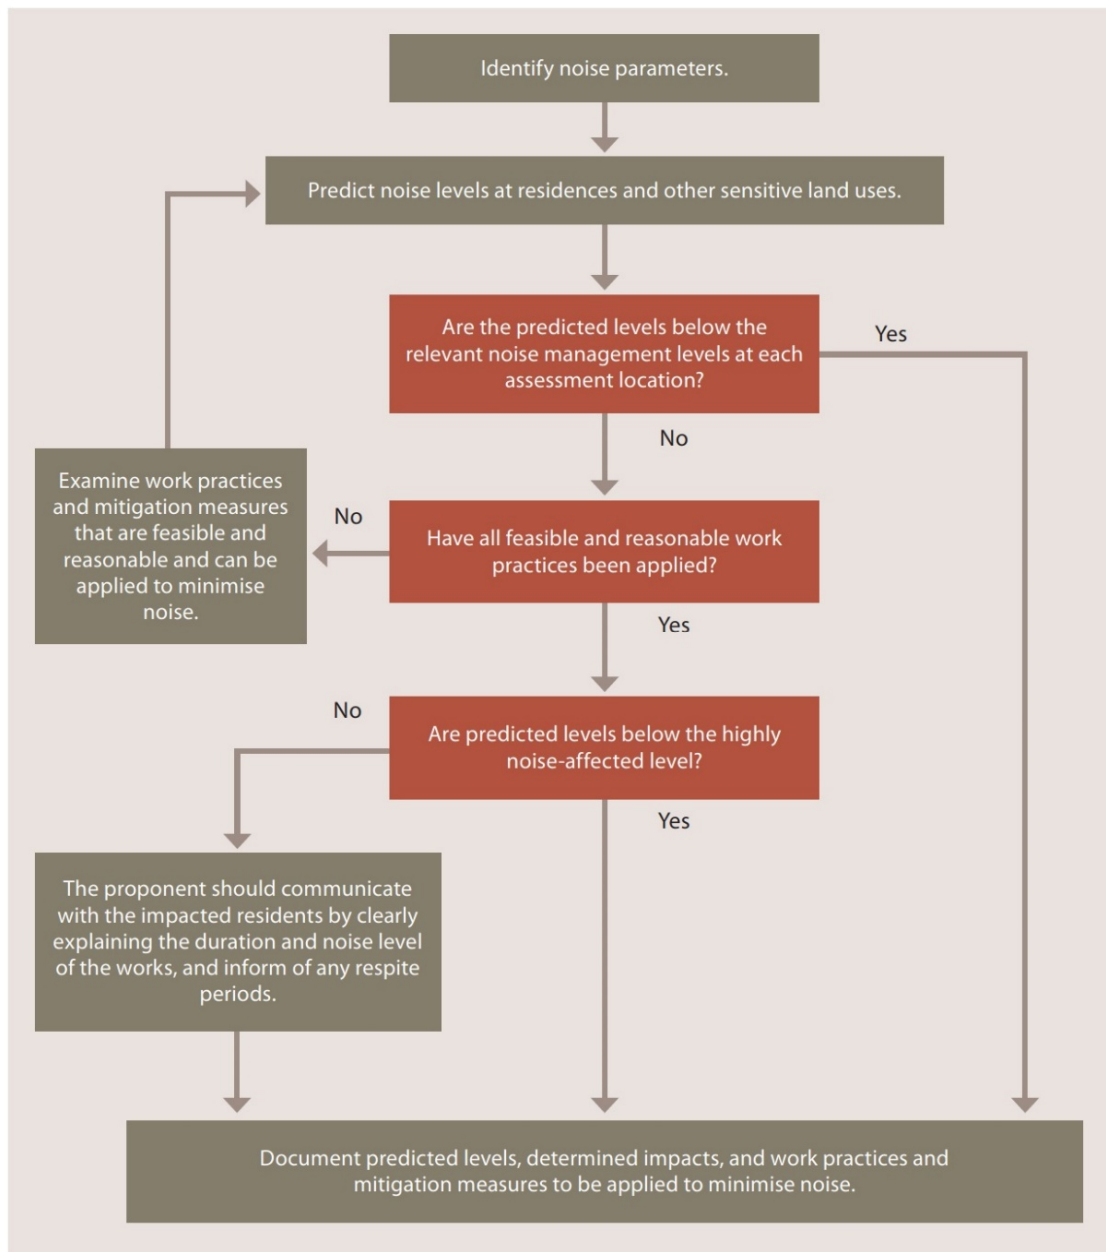 Identify noise parameters.
Predict noise levels at residences and other sensitive land uses.
Are the predicted levels below the
relevant noise management levels at each
assessment location?
Yes
No
Examine work practices
and mitigation measures
that are feasible and
reasonable and can be
applied to minimise
noise.
No
Have all feasible and reasonable work
practices been applied?
Yes
No
Are predicted levels below the highly
noise-affected level?
Yes
The proponent should communicate
with the impacted residents by clearly
explaining the duration and noise level
of the works, and inform of any respite
periods.
Document predicted levels, determined impacts, and work practices and
mitigation measures to be applied to minimise noise.